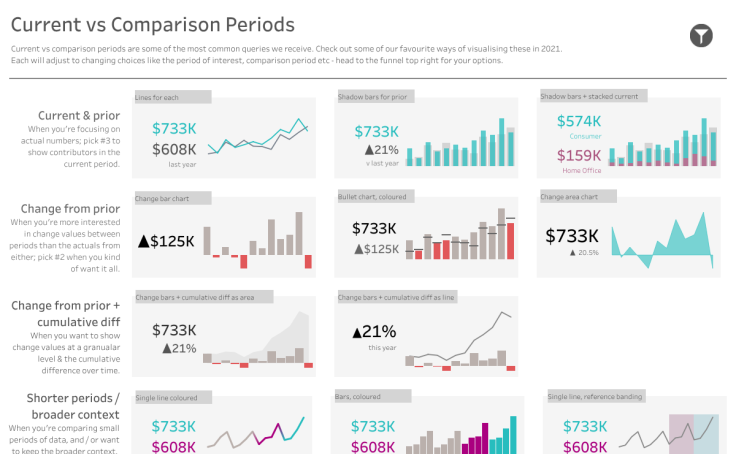 Current vs Comparison Periods
Current vs comparison periods are some of the most common queries we receive. Check out some of our favourite ways of visualising these in 2021.
Each will adjust to changing choices like the period of interest, comparison period etc - head to the funnel top right for your options.
Current & prior
When you're focusing on
actual numbers; pick #3 to
show contributors in the
current period.
Lines for each
$733K
$608K
last year
Shadow bars for prior
$733K
▲21%
v last year
Shadow bars + stacked current
$574K
Consumer
$159K
Home Office
Change from prior
When you're more interested
in change values between
periods than the actuals from
either; pick #2 when you kind
of want it all.
Change bar chart
▲$125K
Bullet chart, coloured
$733K
▲$125K
Change area chart
$733K
▲ 20.5%
Change from prior +
cumulative diff
When you want to show
change values at a granualar
level & the cumulative
difference over time.
Change bars + cumulative diff as area
$733K
▲21%
Change bars + cumulative diff as line
▲21%
this year
Shorter periods /
broader context
When you're comparing small
periods of data, and / or want
to keep the broader context.
Single line coloured
$733K
$608K
Bars, coloured
$733K
$608K
Single line, reference banding
$733K
$608K